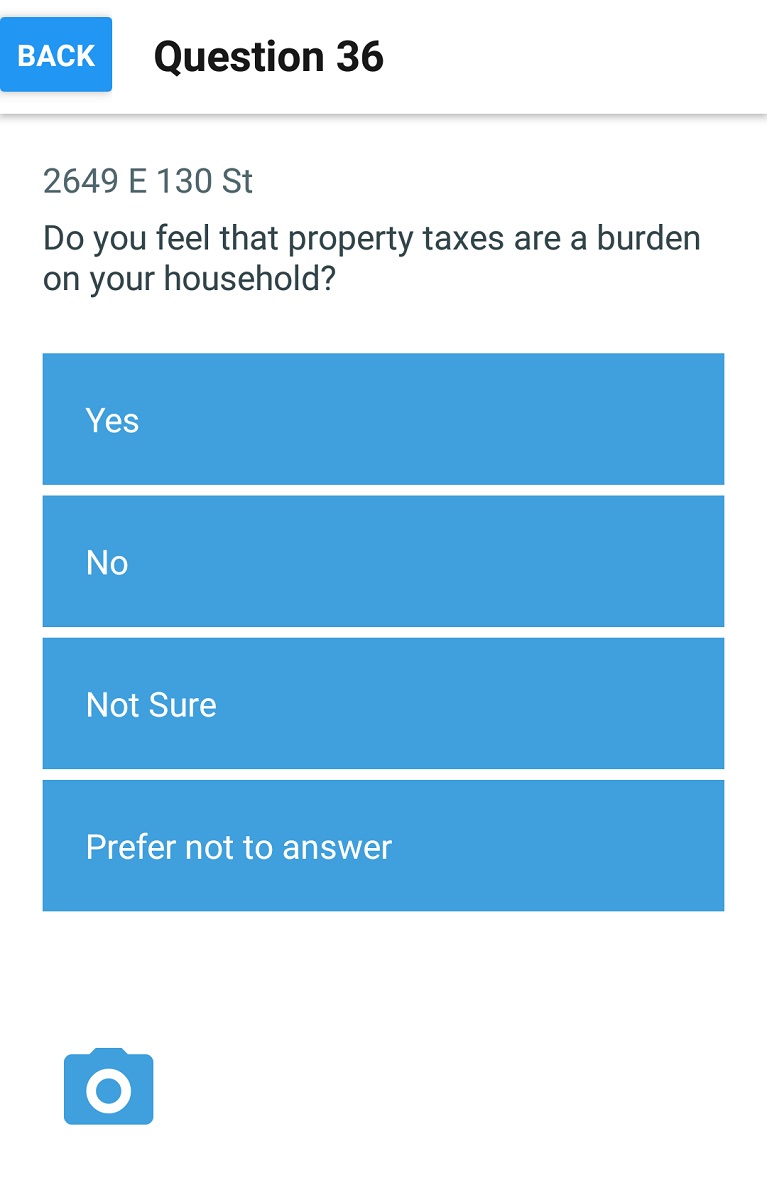 BACK
Question 36
2649 E 130 St
Do you feel that property taxes are a burden
on your household?
Yes
No
Not Sure
Prefer not to answer